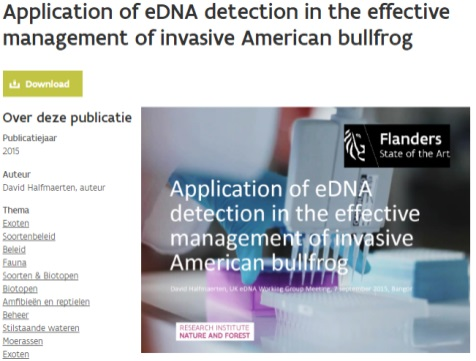 Application of eDNA detection in the effective
management of invasive American bullfrog
Download
Over deze publicatie
Publicatiejaar
2015
Auteur
David Halfmaerten, auteur
Thema
Exoten
Soortenbeleid
Beleid
Fauna
Soorten & Biotopen
Biotopen
Amfibieën en reptielen
Beheer
Stilstaande wateren
Moerassen
Exoten
Flanders
State of the Art
Application of eDNA
detection in the effective
management of invasive
American bullfrog
David Halfmaerten, UK eDNA Working Group Meeting, 7 September 2015, Bangor
RESEARCH INSTITUTE
NATURE AND FOREST